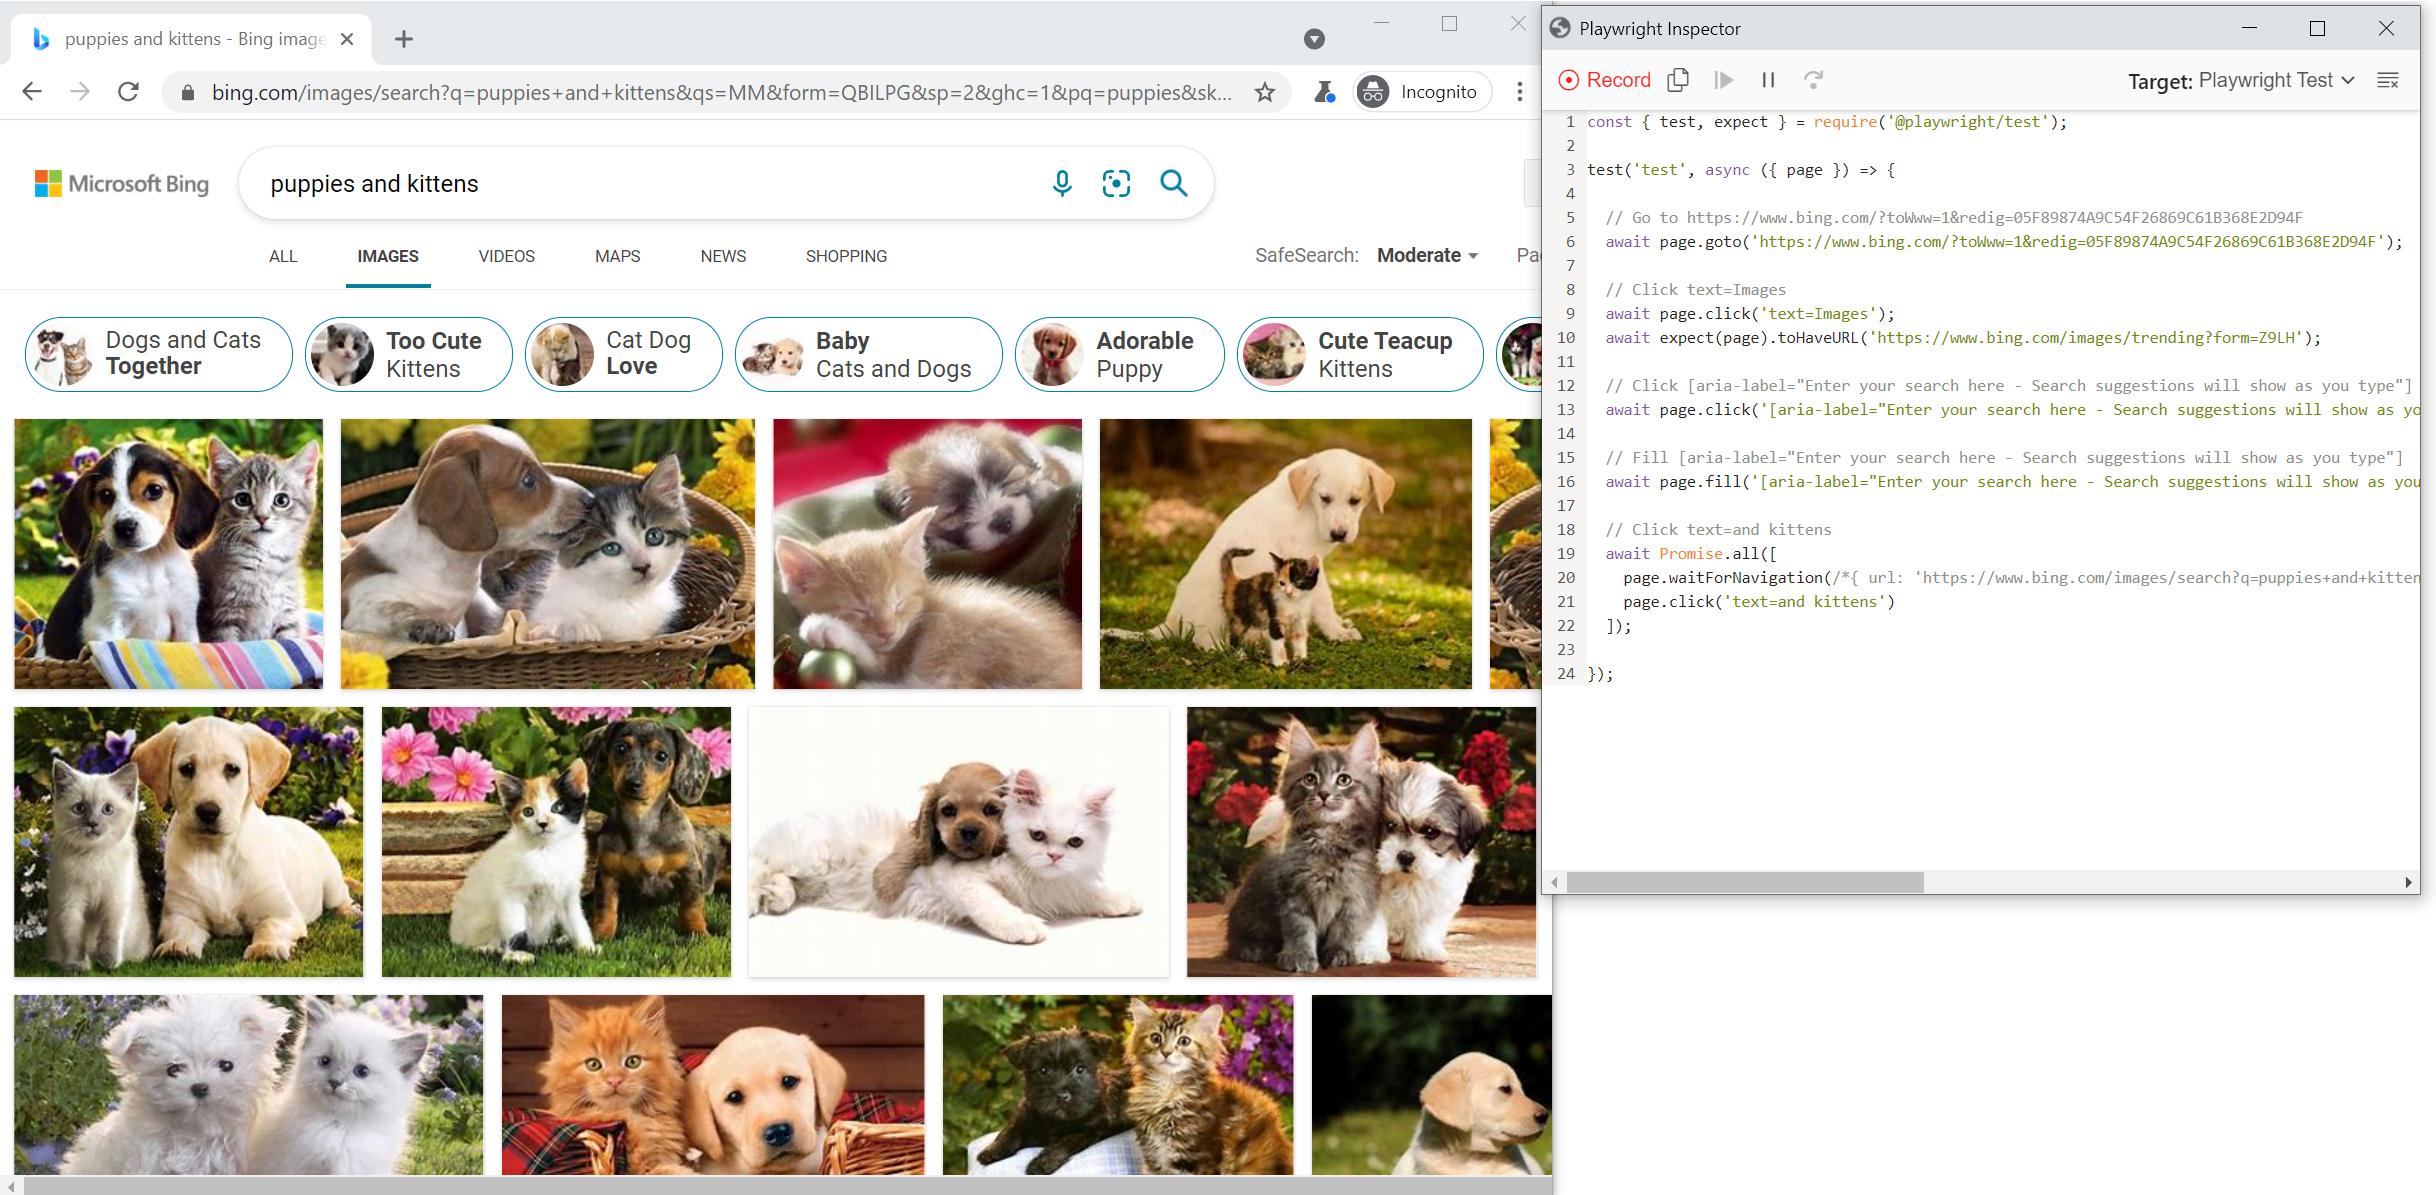 puppies and kittens - Bing image
bing.com/images/search?q=puppies+and+kittens&qs=MM&form=QBILPG&sp=2&ghc=1&pq=puppies&sk...
Incognito
Microsoft Bing
puppies and kittens
ALL
IMAGES
VIDEOS
MAPS
NEWS
SHOPPING
SafeSearch:
Moderate
Dogs and Cats
Together
Too Cute
Kittens
Cat Dog
Love
Baby
Cats and Dogs
Adorable
Puppy
Cute Teacup
Kittens
Playwright Inspector
Record
Target: Playwright Test
1 const { test, expect } = require('@playwright/test');
2
3 test('test', async ({ page }) => {
4
5 // Go to https://www.bing.com/?toWww=1&redig=05F89874A9C54F26869C61B368E2D94F
6 await page.goto('https://www.bing.com/?toWww=1&redig=05F89874A9C54F26869C61B368E2D94F');
7
8 // Click text=Images
9 await page.click('text=Images');
10 await expect(page).toHaveURL('https://www.bing.com/images/trending?form=Z9LH');
11
12 // Click [aria-label="Enter your search here - Search suggestions will show as you type"]
13 await page.click('[aria-label="Enter your search here - Search suggestions will show as yo
14
15 // Fill [aria-label="Enter your search here - Search suggestions will show as you type"]
16 await page.fill('[aria-label="Enter your search here - Search suggestions will show as you
17
18 // Click text=and kittens
19 await Promise.all([
20 page.waitForNavigation(/*{ url: 'https://www.bing.com/images/search?q=puppies+and+kitten
21 page.click('text=and kittens')
22 ]);
23
24 });